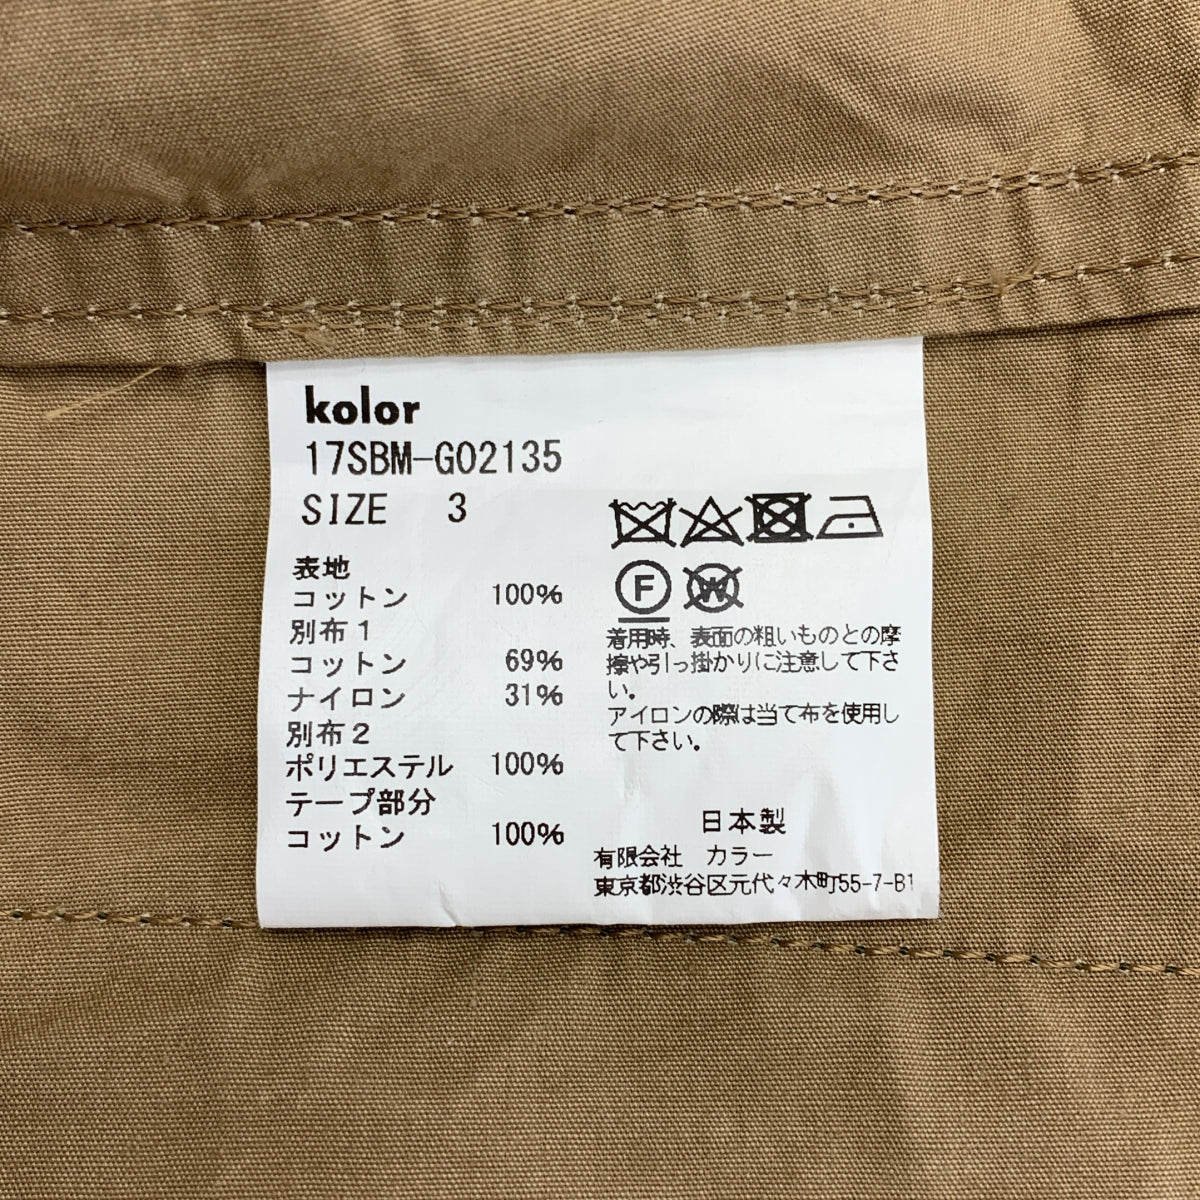 kolor
17SBM-G02135
SIZE 3
表地
コットン 100%
別布1
コットン 69%
ナイロン 31%
別布2
ポリエステル 100%
テープ部分
コットン 100%
F W
着用時、表面の粗いものとの摩
擦や引っ掛かりに注意して下さ
い。
アイロンの際は当て布を使用し
て下さい。
日本製
有限会社 カラー
東京都渋谷区元代々木町55-7-B1